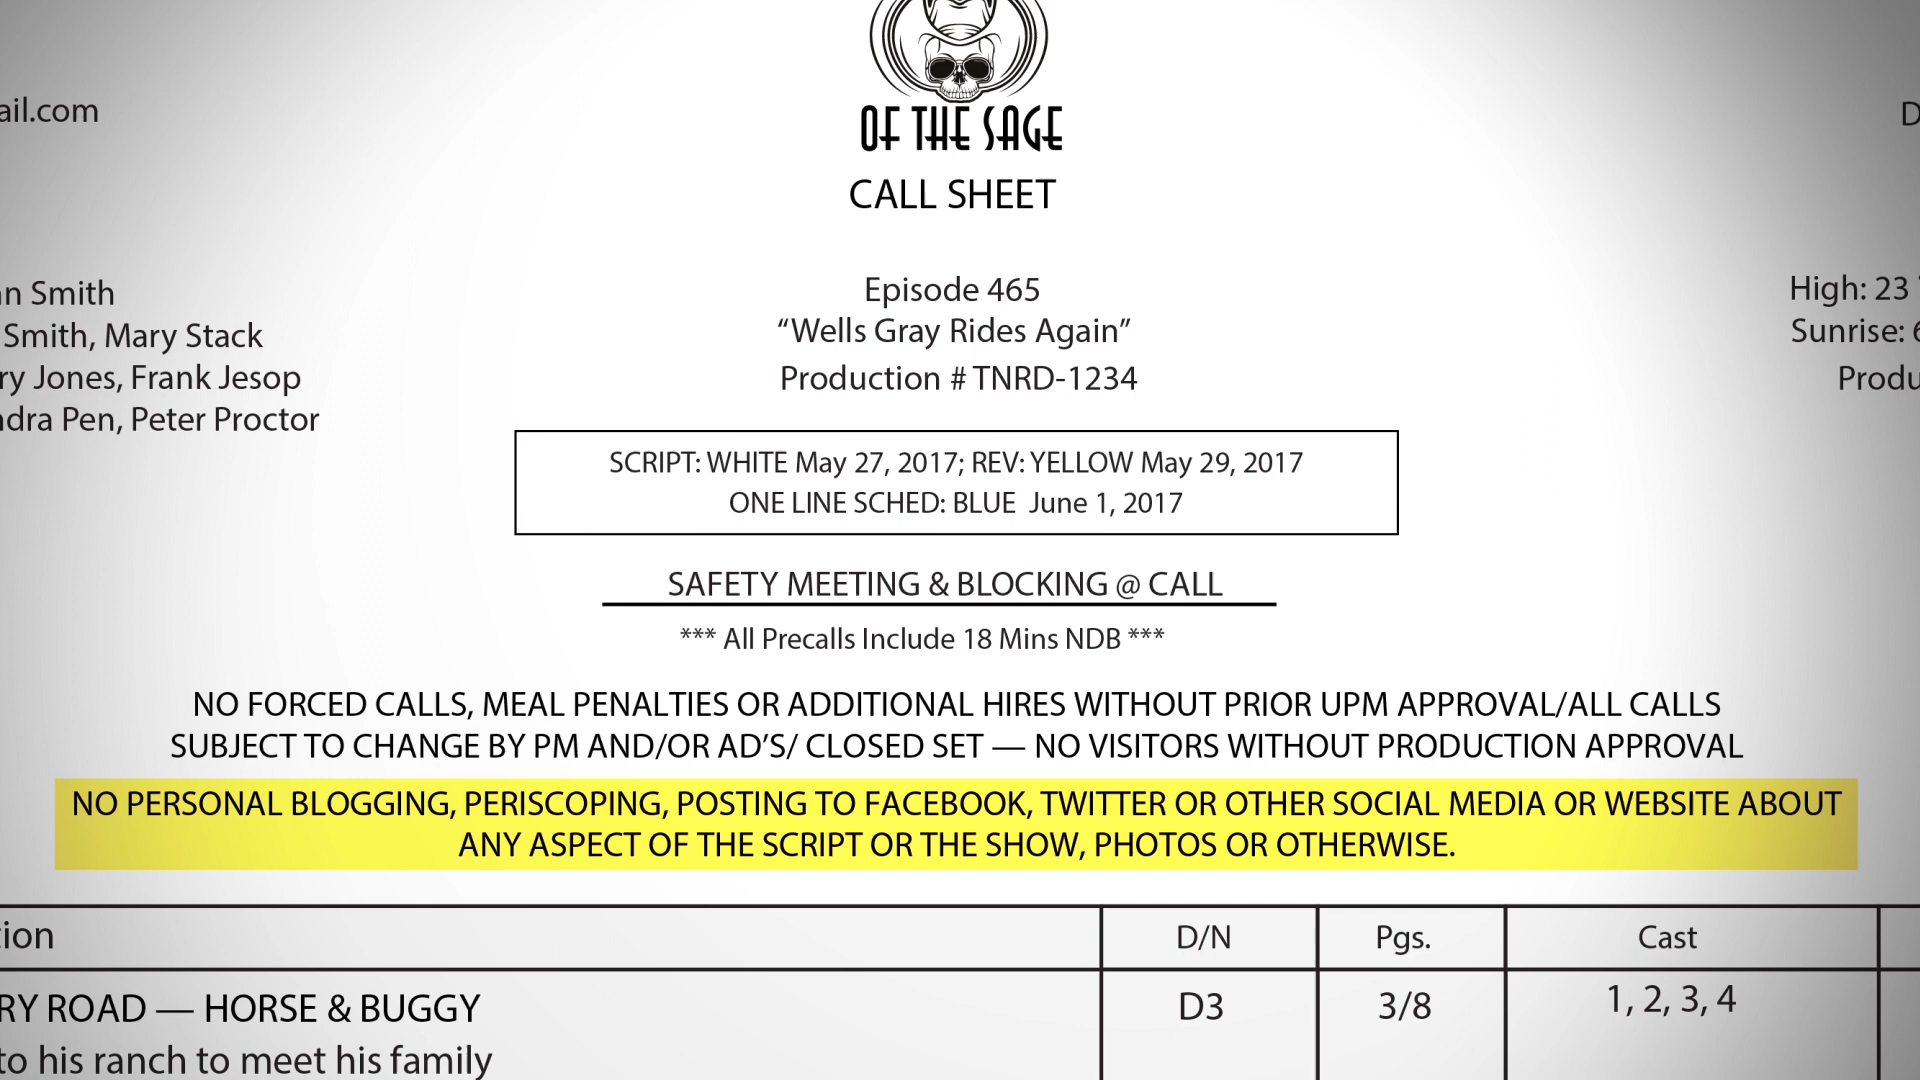 OF THE SAGE
ail.com
D
CALL SHEET
n Smith
Smith, Mary Stack
ry Jones, Frank Jesop
ndra Pen, Peter Proctor
Episode 465
“Wells Gray Rides Again”
Production # TNRD-1234
High: 23
Sunrise: 6
Produ
SCRIPT: WHITE May 27, 2017; REV: YELLOW May 29, 2017
ONE LINE SCHED: BLUE June 1, 2017
SAFETY MEETING & BLOCKING @ CALL
*** All Precalls Include 18 Mins NDB ***
NO FORCED CALLS, MEAL PENALTIES OR ADDITIONAL HIRES WITHOUT PRIOR UPM APPROVAL/ALL CALLS
SUBJECT TO CHANGE BY PM AND/OR AD’S/ CLOSED SET — NO VISITORS WITHOUT PRODUCTION APPROVAL
NO PERSONAL BLOGGING, PERISCOPING, POSTING TO FACEBOOK, TWITTER OR OTHER SOCIAL MEDIA OR WEBSITE ABOUT
ANY ASPECT OF THE SCRIPT OR THE SHOW, PHOTOS OR OTHERWISE.
tion D/N Pgs. Cast
RY ROAD — HORSE & BUGGY D3 3/8 1, 2, 3, 4
to his ranch to meet his family